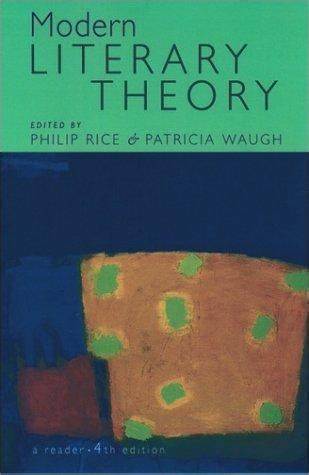 Modern
LITERARY
THEORY
EDITED BY
PHILIP RICE & PATRICIA WAUGH
a reader • 4th edition